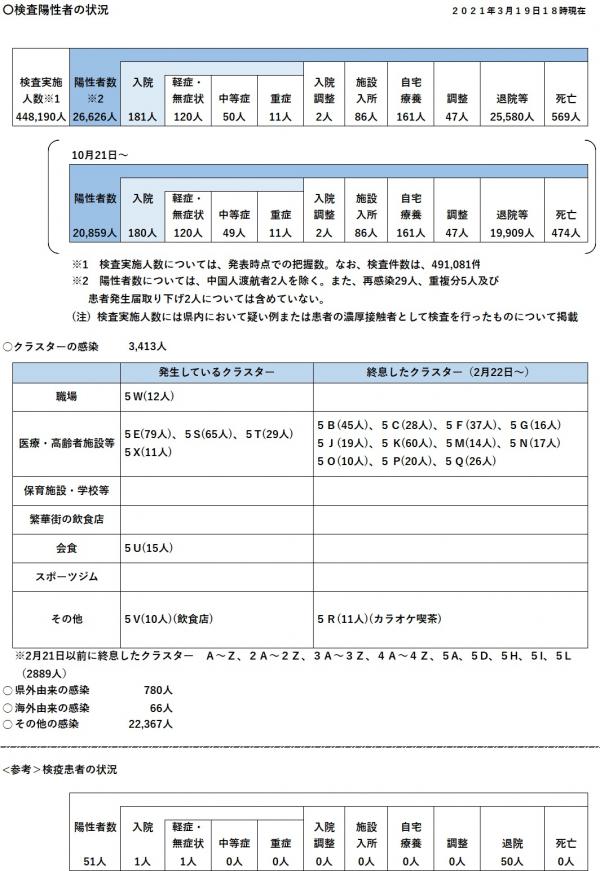 〇検査陽性者の状況 ２０２１年３月１９日１８時現在
検査実施人数※1 陽性者数※2 入院 軽症・無症状 中等症 重症 入院調整 施設入所 自宅療養 調整 退院等 死亡
448,190人 26,626人 181人 120人 50人 11人 2人 86人 161人 47人 25,580人 569人
10月21日～
陽性者数 入院 軽症・無症状 中等症 重症 入院調整 施設入所 自宅療養 調整 退院等 死亡
20,859人 180人 120人 49人 11人 2人 86人 161人 47人 19,909人 474人
※1 検査実施人数については、発表時点での把握数。なお、検査件数は、491,081件
※2 陽性者数については、中国人渡航者2人を除く。また、再感染29人、重複分5人及び
患者発生届取り下げ2人については含めていない。
（注）検査実施人数には県内において疑い例または患者の濃厚接触者として検査を行ったものについて掲載
○クラスターの感染 3,413人
発生しているクラスター 終息したクラスター（2月22日～）
職場 ５W(12人)
医療・高齢者施設等 ５E(79人)、５S(65人)、５T(29人)
５X(11人)
５Ｂ(45人)、５Ｃ(28人)、５Ｆ(37人)、５Ｇ(16人)
５Ｊ(19人)、５Ｋ(60人)、５Ｍ(14人)、５Ｎ(17人)
５Ｏ(10人)、５Ｐ(20人)、５Ｑ(26人)
保育施設・学校等
繁華街の飲食店
会食 ５Ｕ(15人)
スポーツジム
その他 ５Ｖ(10人)(飲食店) ５Ｒ(11人)(カラオケ喫茶)
※2月21日以前に終息したクラスター Ａ～Ｚ、２Ａ～２Ｚ、３Ａ～３Ｚ、４Ａ～４Ｚ、５A、５D、５H、５I、５L
（2889人）
○県外由来の感染 780人
○海外由来の感染 66人
○その他の感染 22,367人
＜参考＞検疫患者の状況
陽性者数 入院 軽症・無症状 中等症 重症 入院調整 施設入所 自宅療養 調整 退院 死亡
51人 1人 1人 0人 0人 0人 0人 0人 0人 50人 0人